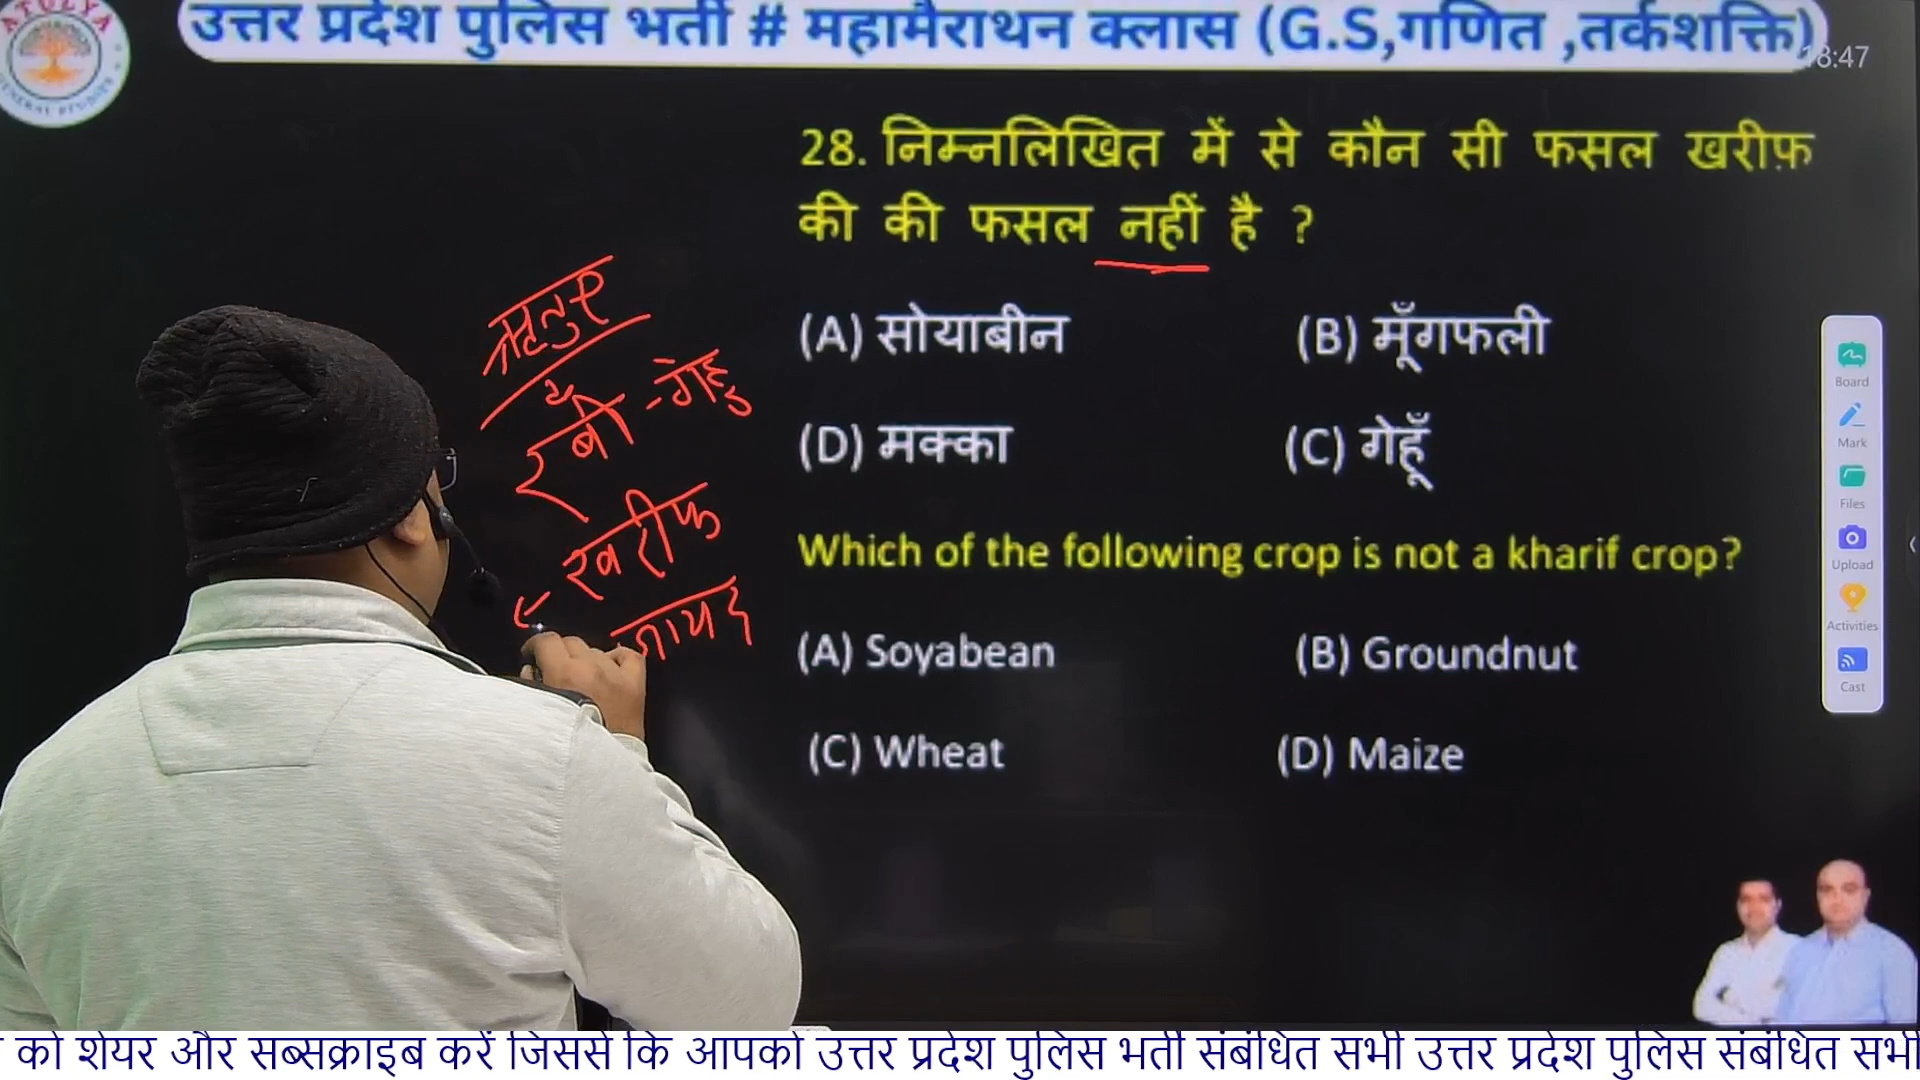 ATULYA
GENERAL STUDIES
उत्तर प्रदेश पुलिस भर्ती # महामैराथन क्लास (G.S,गणित ,तर्कशक्ति)
18:47
28. निम्नलिखित में से कौन सी फसल खरीफ़
की की फसल नहीं है ?
(A) सोयाबीन (B) मूँगफली
(D) मक्का (C) गेहूँ
Which of the following crop is not a kharif crop?
(A) Soyabean (B) Groundnut
(C) Wheat (D) Maize
रबी - गेहु
खरीफ
जायद
Board
Mark
Files
Upload
Activities
Cast
को शेयर और सब्सक्राइब करें जिससे कि आपको उत्तर प्रदेश पुलिस भर्ती संबंधित सभी उत्तर प्रदेश पुलिस संबंधित सभी